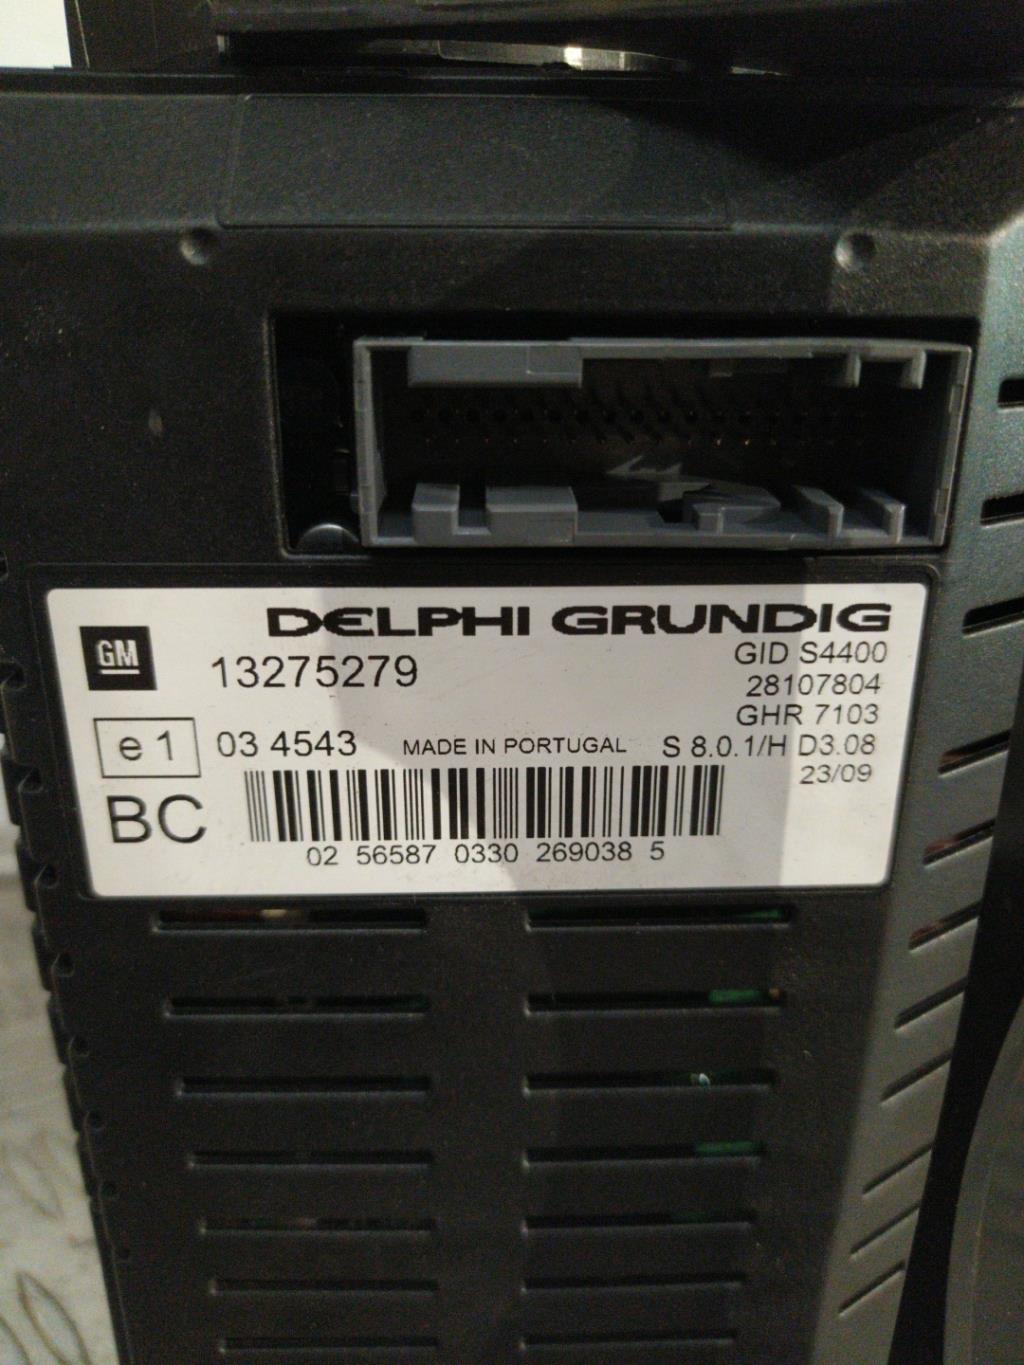 DELPHI GRUNDIG
GM
13275279
GID S4400
28107804
GHR 7103
e1
03 4543
MADE IN PORTUGAL
S 8.0.1/H D3.08
23/09
BC
02 56587 0330 269038 5